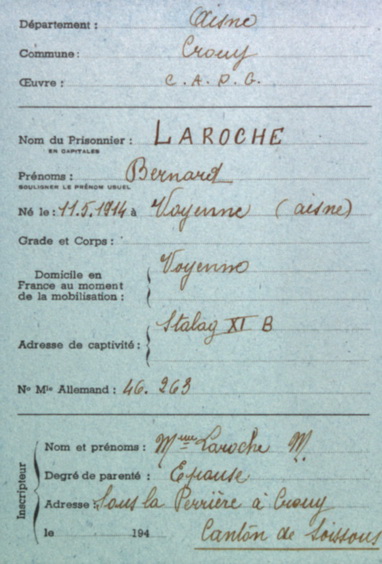 Département : Aisne
Commune : Crouy
Œuvre : C. A. P. G.
Nom du Prisonnier : LAROCHE
EN CAPITALES
Prénoms : Bernard
SOULIGNER LE PRÉNOM USUEL
Né le : 11.5.1914 à Voyenne (aisne)
Grade et Corps :
Domicile en
France au moment
de la mobilisation : Voyenne
Adresse de captivité : Stalag XI B
No Mle Allemand : 46.263
Inscripteur
Nom et prénoms : Mme Laroche M.
Degré de parenté : Epouse
Adresse Sous la Perrière à Crouy
le 194 Canton de Soissons